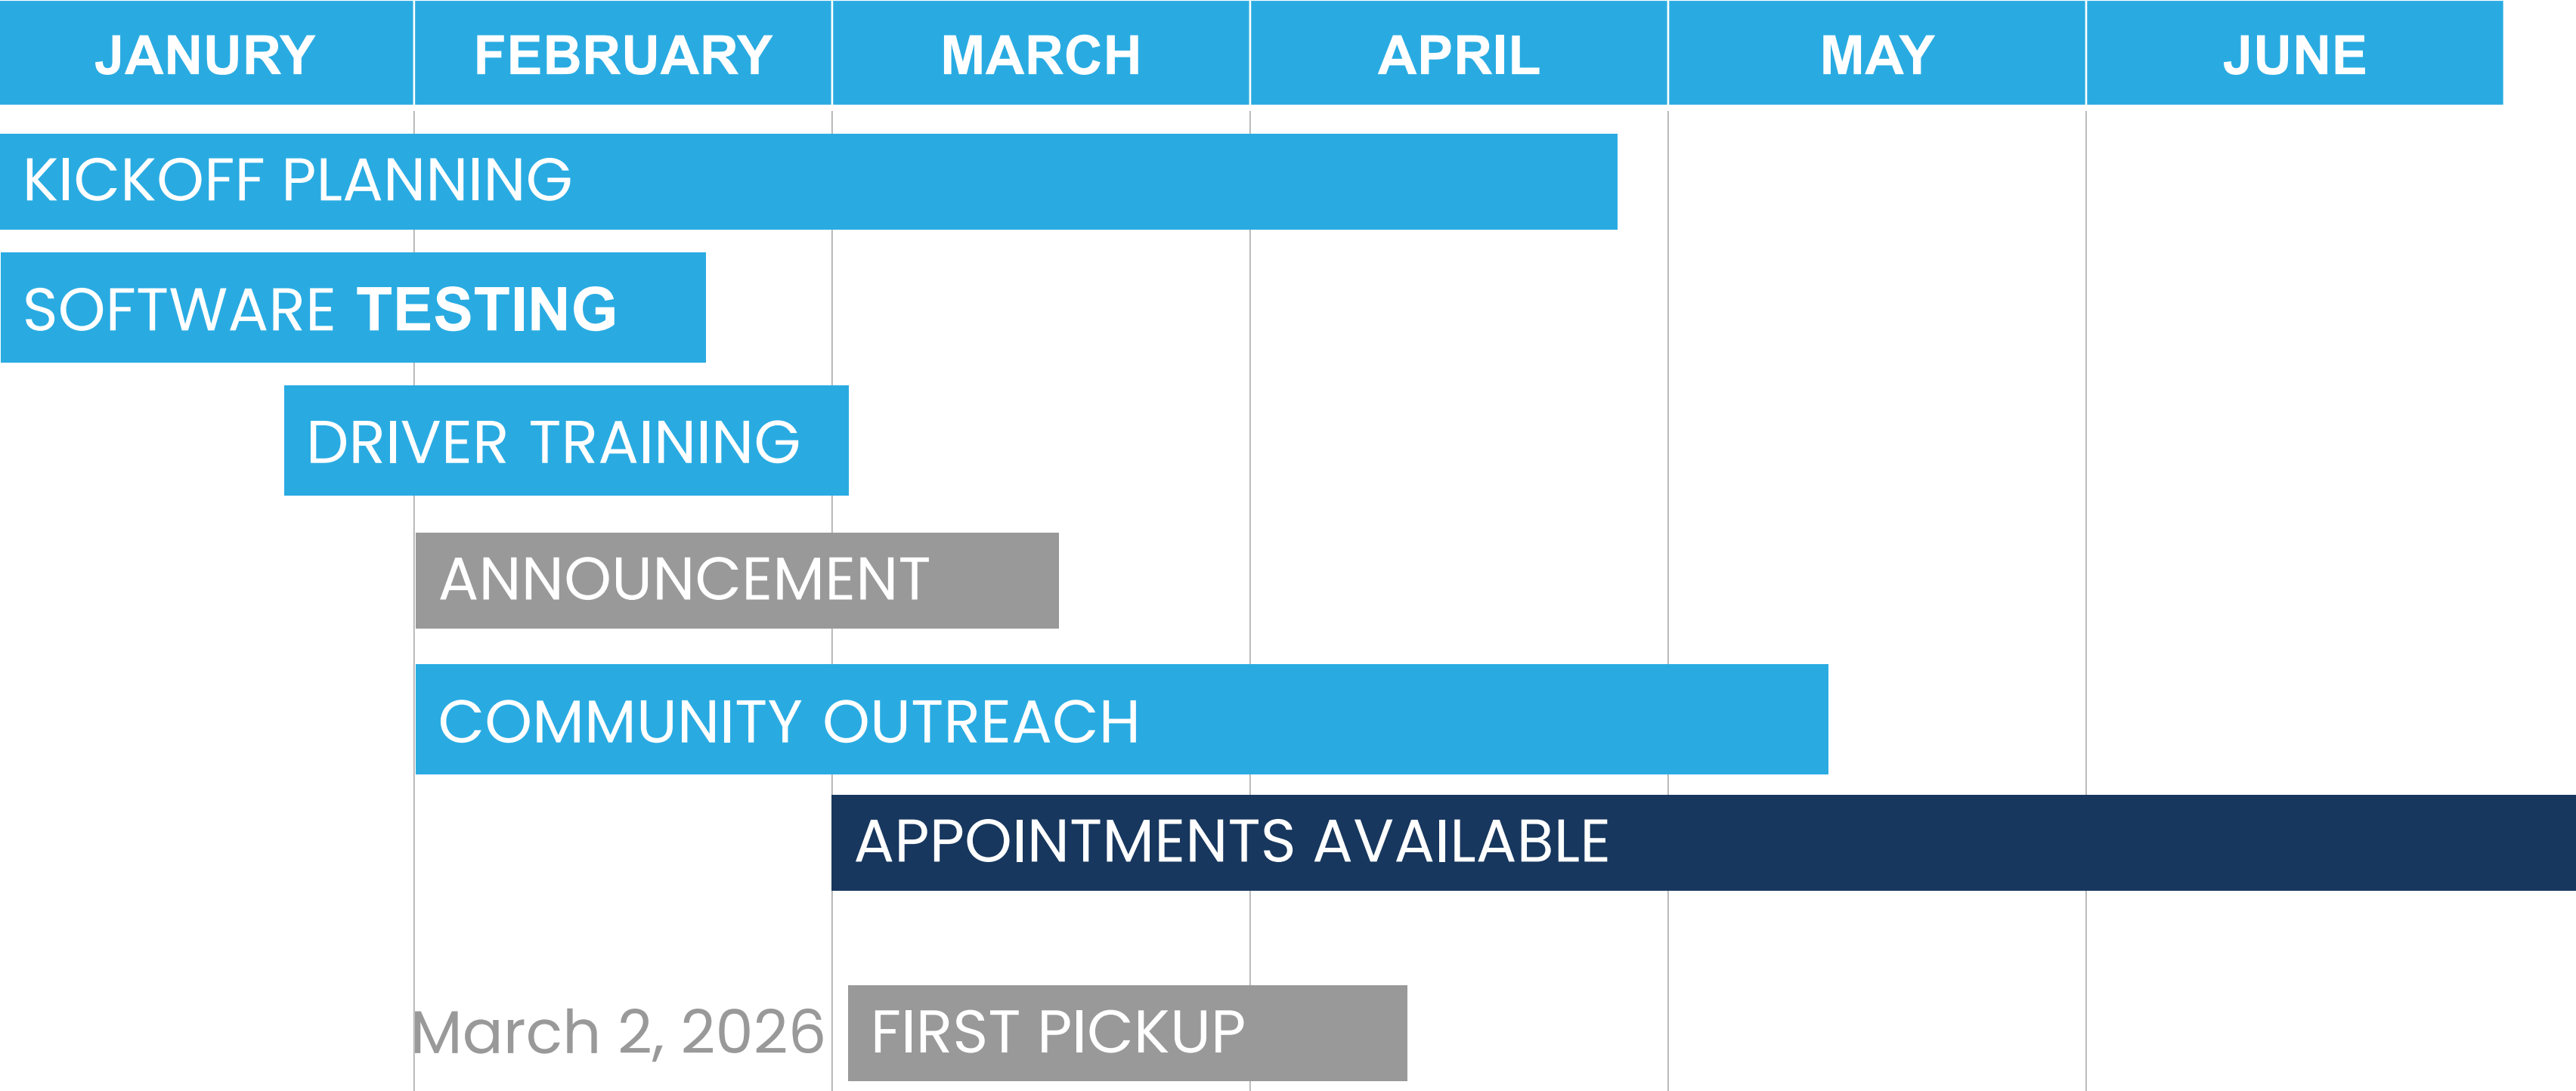 JANURY FEBRUARY MARCH APRIL MAY JUNE
KICKOFF PLANNING
SOFTWARE TESTING
DRIVER TRAINING
ANNOUNCEMENT
COMMUNITY OUTREACH
APPOINTMENTS AVAILABLE
March 2, 2026 FIRST PICKUP